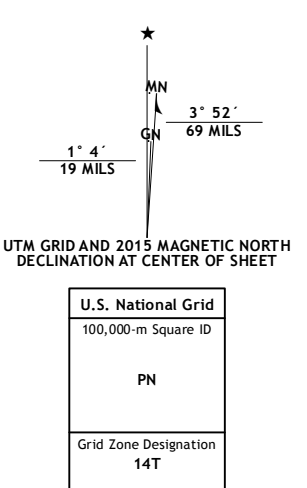 ★
MN
3° 52´
69 MILS
GN
1° 4´
19 MILS
UTM GRID AND 2015 MAGNETIC NORTH
DECLINATION AT CENTER OF SHEET
U.S. National Grid
100,000-m Square ID
PN
Grid Zone Designation
14T